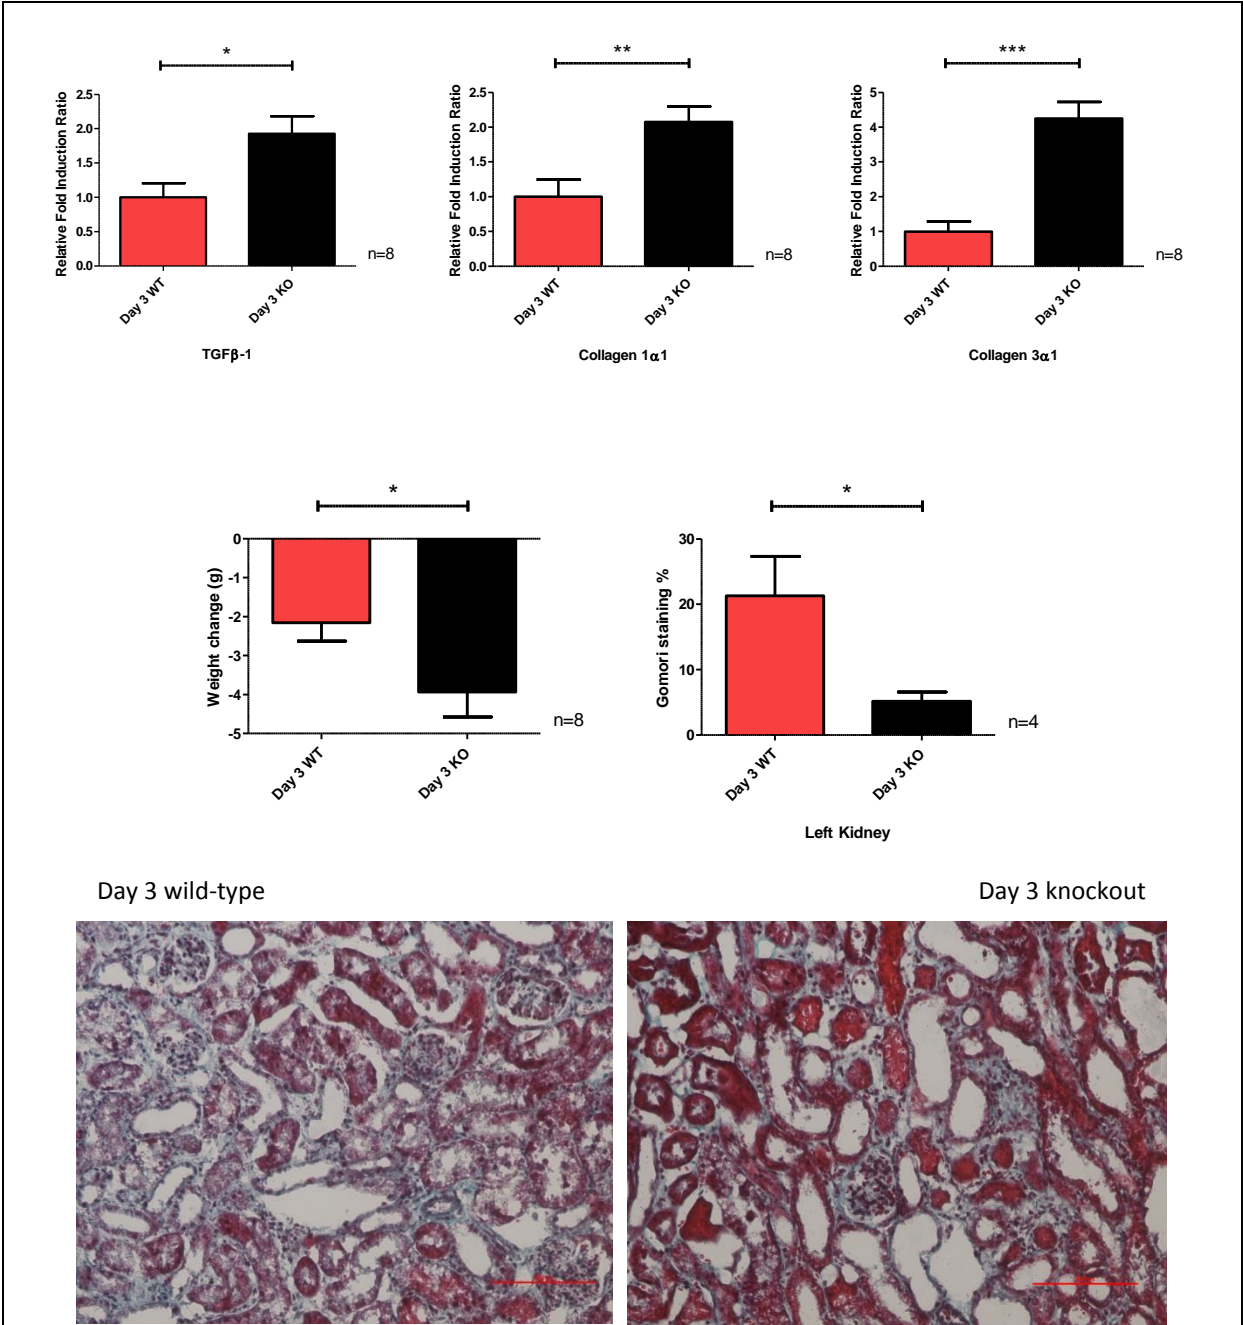 *
**
***
Relative Fold Induction Ratio
2.5
2.0
1.5
1.0
0.5
0.0
Day 3 WT
Day 3 KO
n=8
TGFβ-1
Relative Fold Induction Ratio
2.5
2.0
1.5
1.0
0.5
0.0
Day 3 WT
Day 3 KO
n=8
Collagen 1α1
Relative Fold Induction Ratio
5
4
3
2
1
0
Day 3 WT
Day 3 KO
n=8
Collagen 3α1
*
Weight change (g)
0
-1
-2
-3
-4
-5
Day 3 WT
Day 3 KO
n=8
*
Gomori staining %
30
20
10
0
Day 3 WT
Day 3 KO
n=4
Left Kidney
Day 3 wild-type
Day 3 knockout